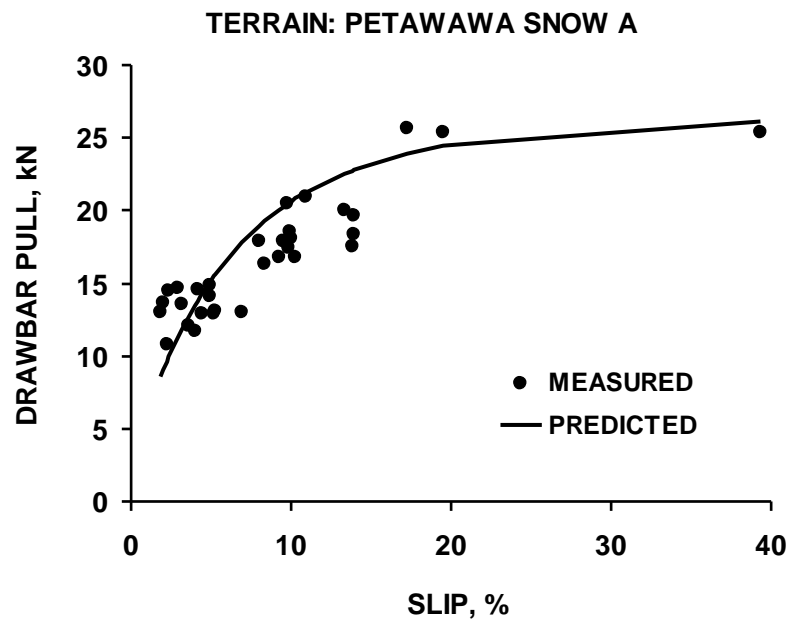 TERRAIN: PETAWAWA SNOW A
30
25
20
15
10
5
0
DRAWBAR PULL, kN
MEASURED
PREDICTED
0 10 20 30 40
SLIP, %